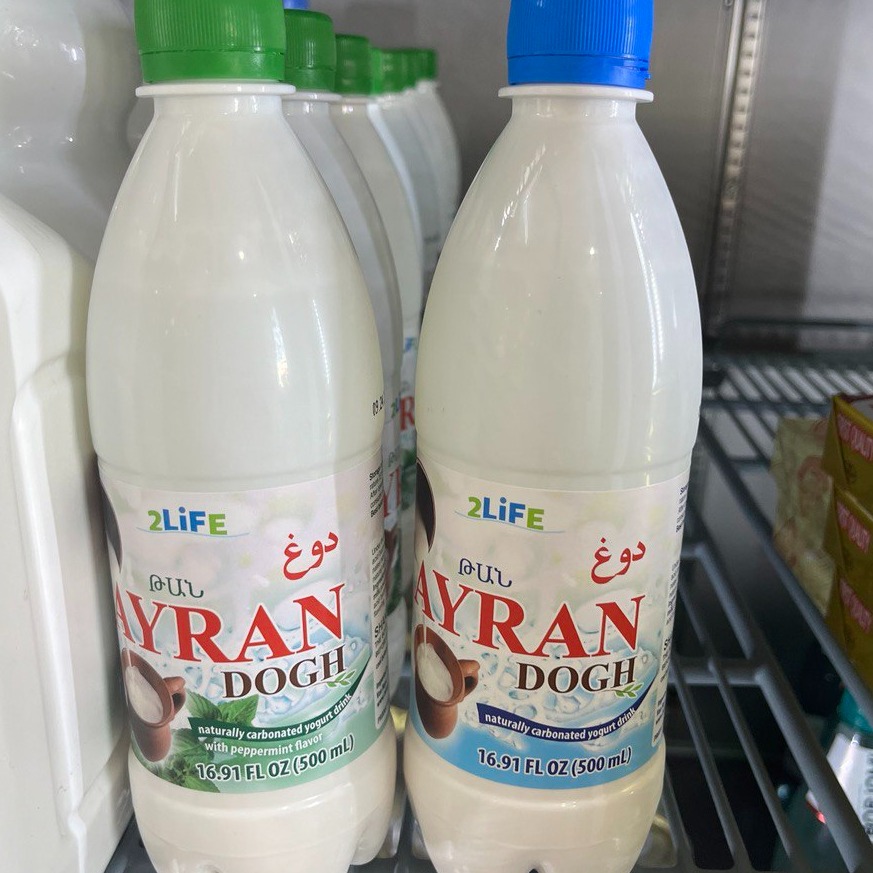 2LiFE
دوغ
ԹԱՆ
AYRAN
DOGH
naturally carbonated yogurt drink
with peppermint flavor
16.91 FL OZ (500 mL)
2LiFE
دوغ
ԹԱՆ
AYRAN
DOGH
naturally carbonated yogurt drink
16.91 FL OZ (500 mL)